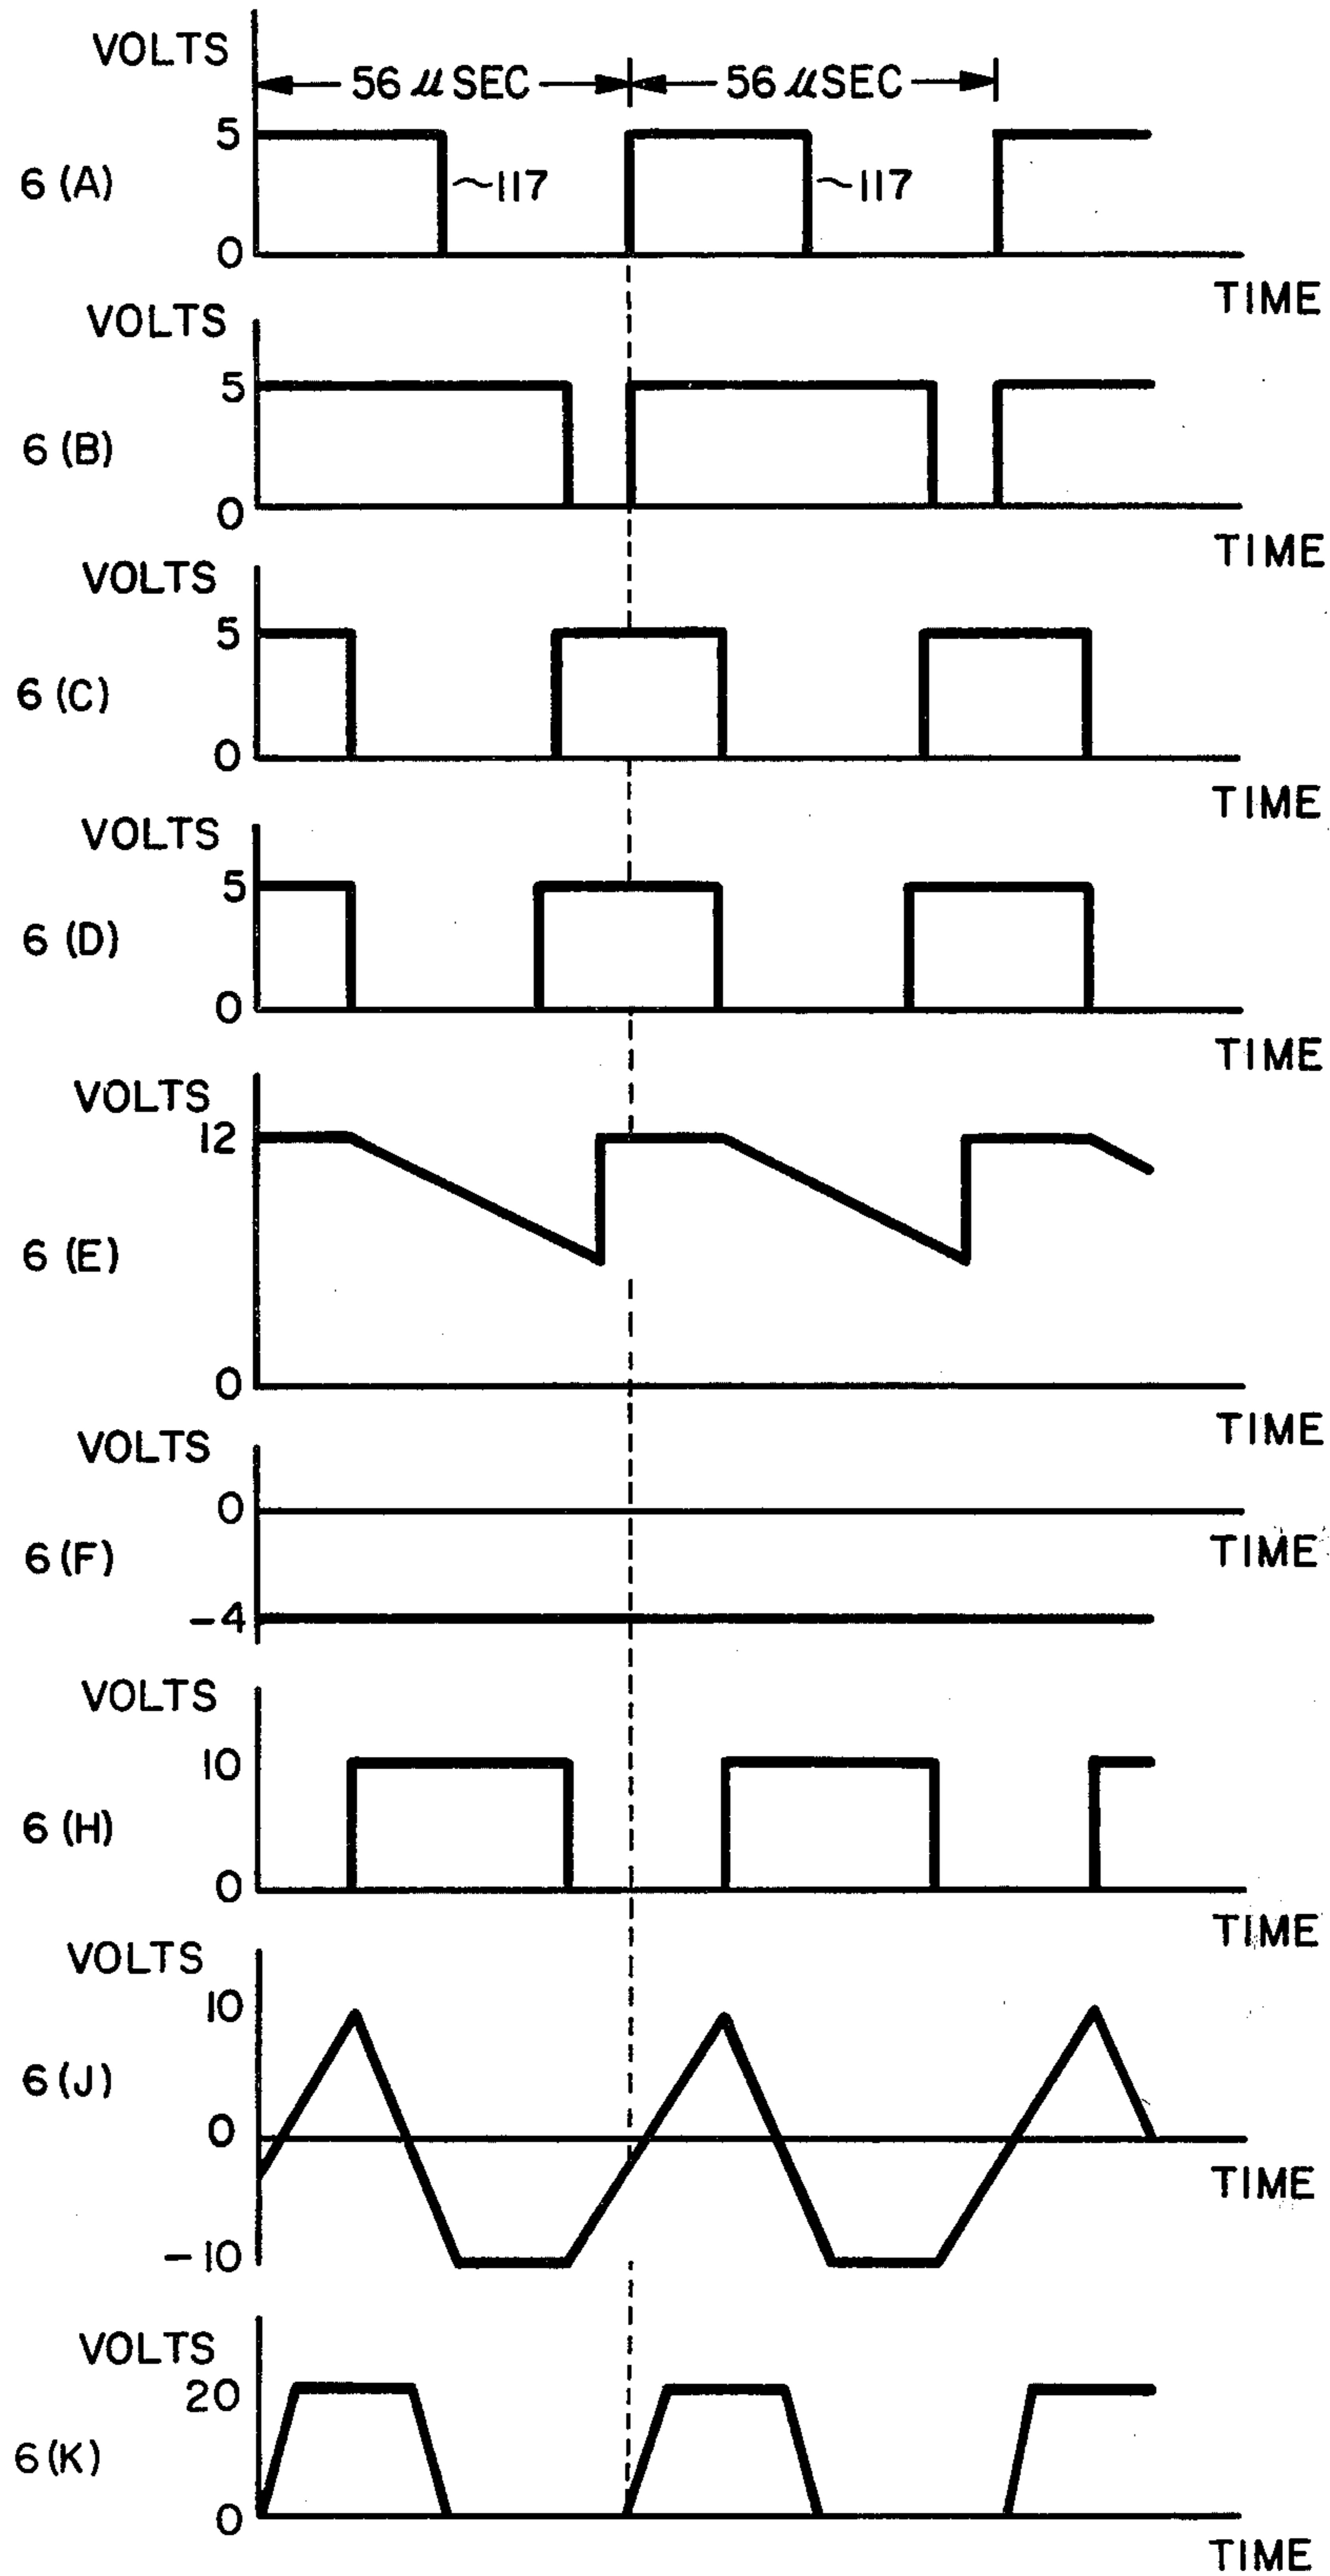 VOLTS
56 µSEC 56 µSEC
5
6 (A) ~117 ~117
0
TIME
VOLTS
5
6 (B)
0
TIME
VOLTS
5
6 (C)
0
TIME
VOLTS
5
6 (D)
0
TIME
VOLTS
12
6 (E)
0
TIME
VOLTS
0
TIME
6 (F)
-4
VOLTS
10
6 (H)
0
TIME
VOLTS
10
6 (J)
0
TIME
-10
VOLTS
20
6 (K)
0
TIME